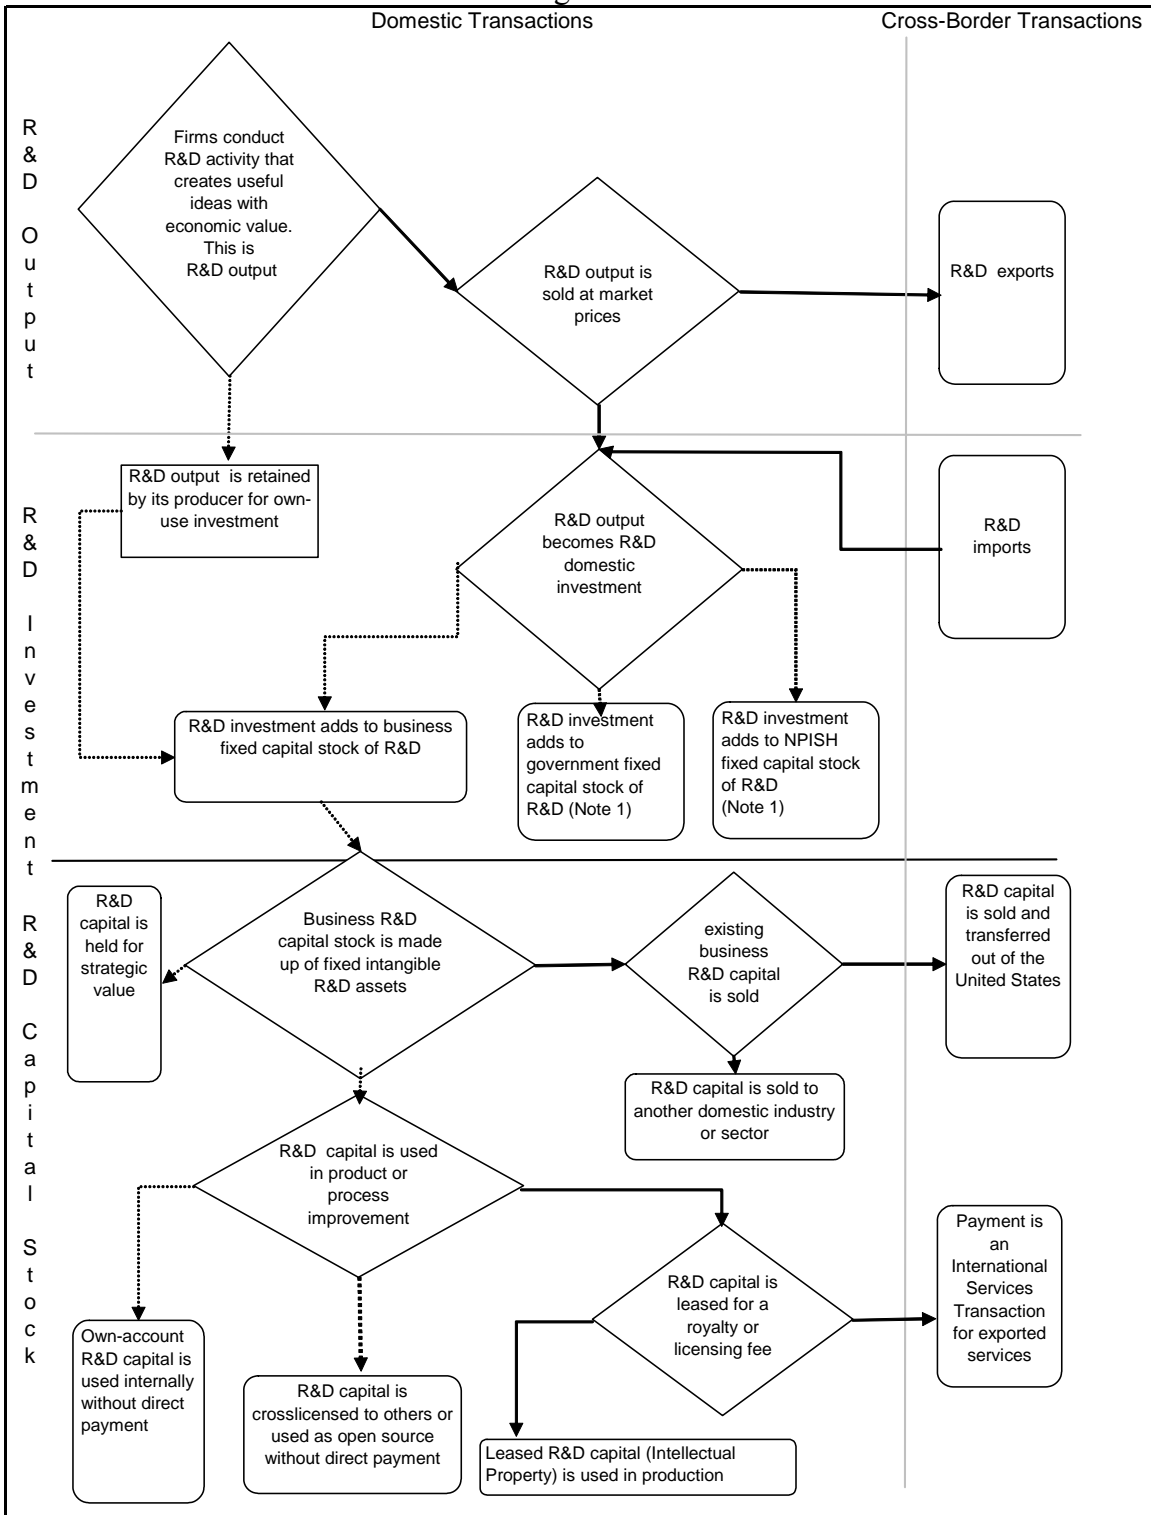 Domestic Transactions
Cross-Border Transactions
R&D Output
Firms conduct
R&D activity that
creates useful
ideas with
economic value.
This is
R&D output
R&D output is
sold at market
prices
R&D exports
R&D Investment
R&D output is retained
by its producer for own-
use investment
R&D output
becomes R&D
domestic
investment
R&D
imports
R&D investment adds to business
fixed capital stock of R&D
R&D investment
adds to
government fixed
capital stock of
R&D (Note 1)
R&D investment
adds to NPISH
fixed capital stock
of R&D
(Note 1)
R&D Capital Stock
R&D
capital is
held for
strategic
value
Business R&D
capital stock is made
up of fixed intangible
R&D assets
existing
business
R&D capital
is sold
R&D capital
is sold and
transferred
out of the
United States
R&D capital is sold to
another domestic industry
or sector
R&D capital is used
in product or
process
improvement
R&D capital is
leased for a
royalty or
licensing fee
Payment is
an
International
Services
Transaction
for exported
services
Own-account
R&D capital is
used internally
without direct
payment
R&D capital is
crosslicensed to others or
used as open source
without direct payment
Leased R&D capital (Intellectual
Property) is used in production